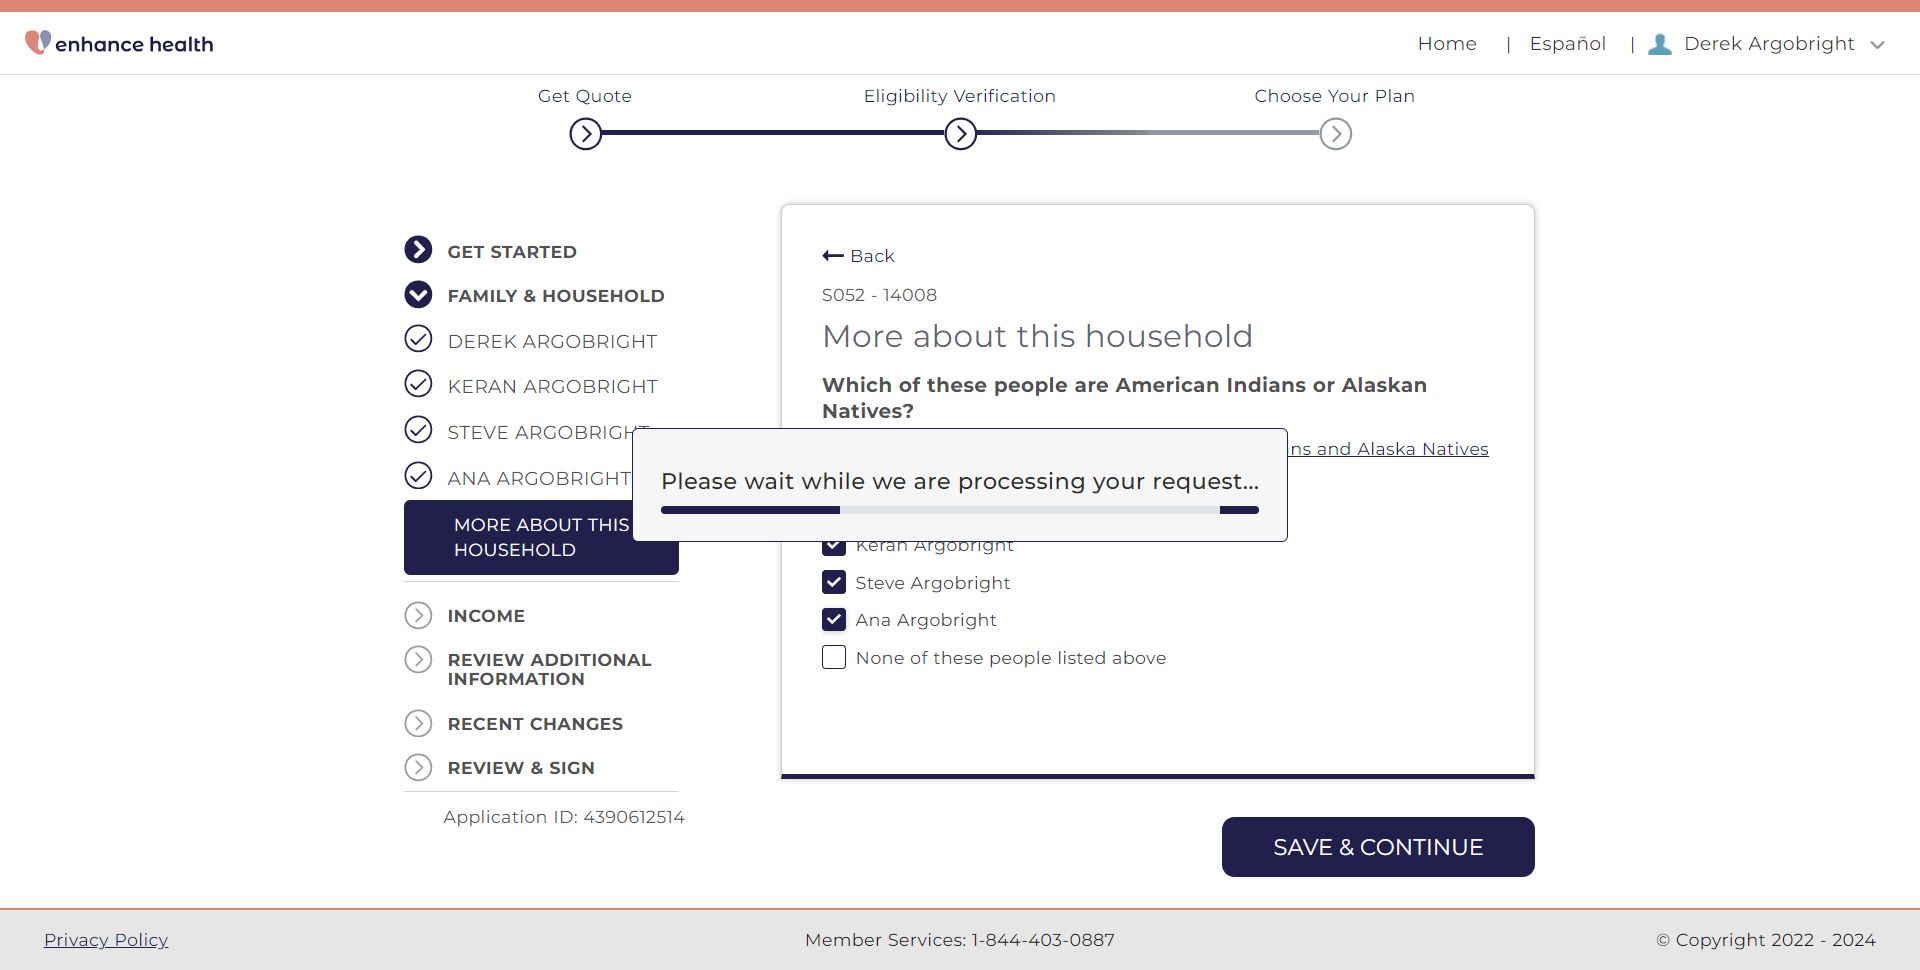 enhance health
Home | Español | Derek Argobright
Get Quote
Eligibility Verification
Choose Your Plan
GET STARTED
FAMILY & HOUSEHOLD
DEREK ARGOBRIGHT
KERAN ARGOBRIGHT
STEVE ARGOBRIGHT
ANA ARGOBRIGHT
MORE ABOUT THIS
HOUSEHOLD
INCOME
REVIEW ADDITIONAL
INFORMATION
RECENT CHANGES
REVIEW & SIGN
Application ID: 4390612514
Back
S052 - 14008
More about this household
Which of these people are American Indians or Alaskan
Natives?
ns and Alaska Natives
Please wait while we are processing your request...
Keran Argobright
Steve Argobright
Ana Argobright
None of these people listed above
SAVE & CONTINUE
Privacy Policy
Member Services: 1-844-403-0887
© Copyright 2022 - 2024